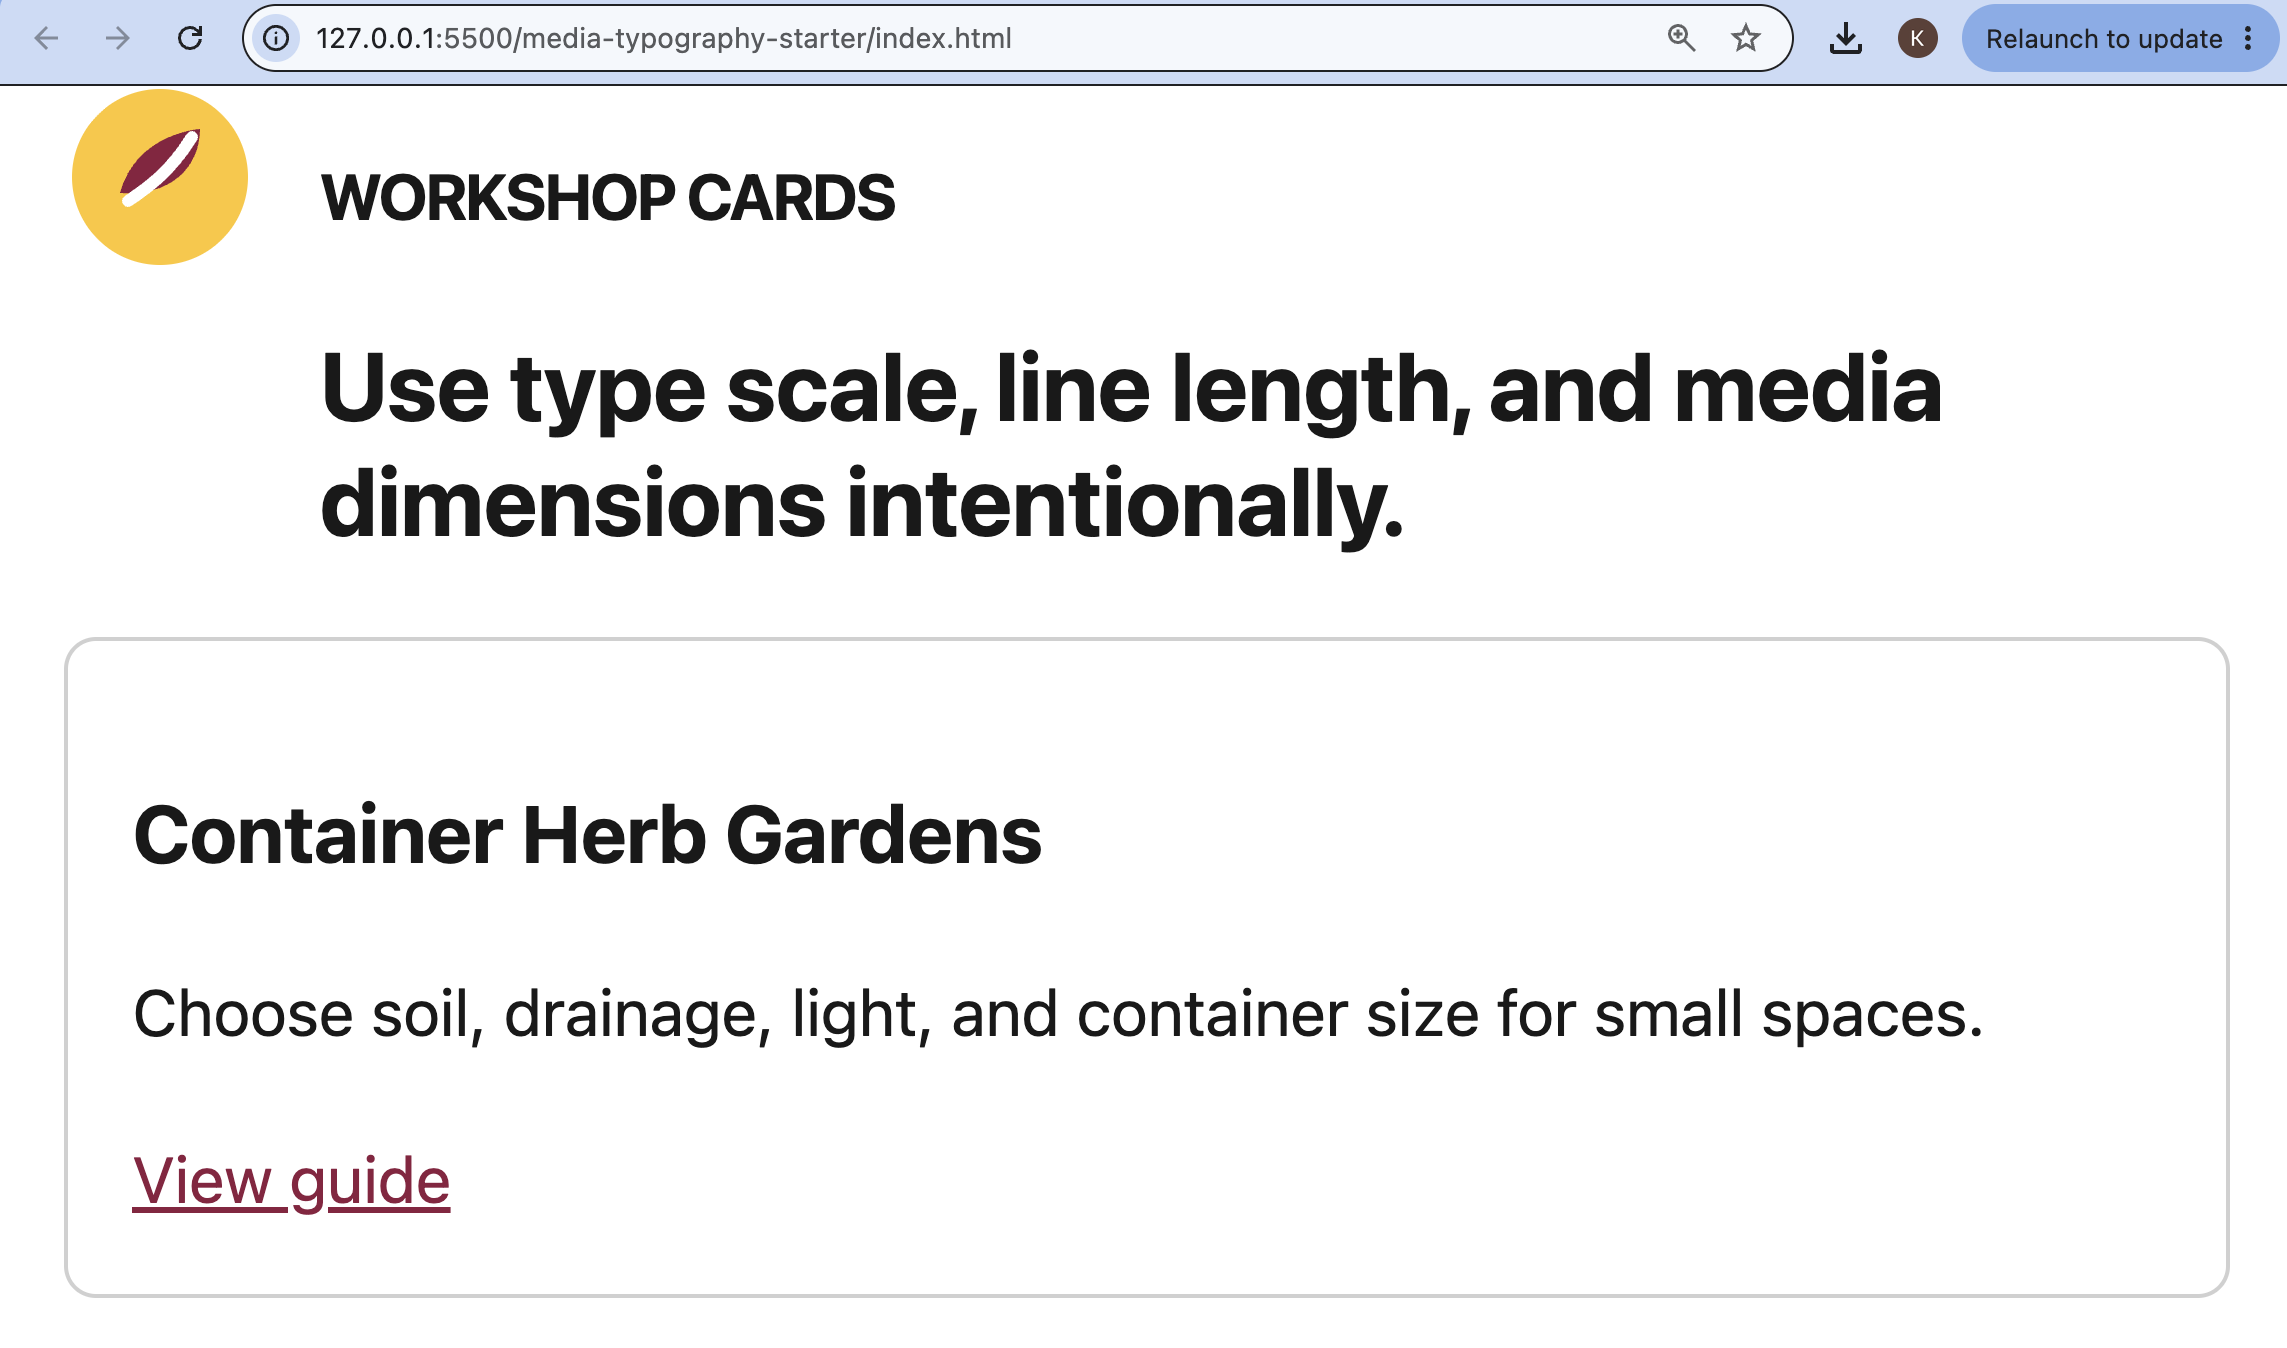 127.0.0.1:5500/media-typography-starter/index.html
K
Relaunch to update
WORKSHOP CARDS
Use type scale, line length, and media
dimensions intentionally.
Container Herb Gardens
Choose soil, drainage, light, and container size for small spaces.
View guide